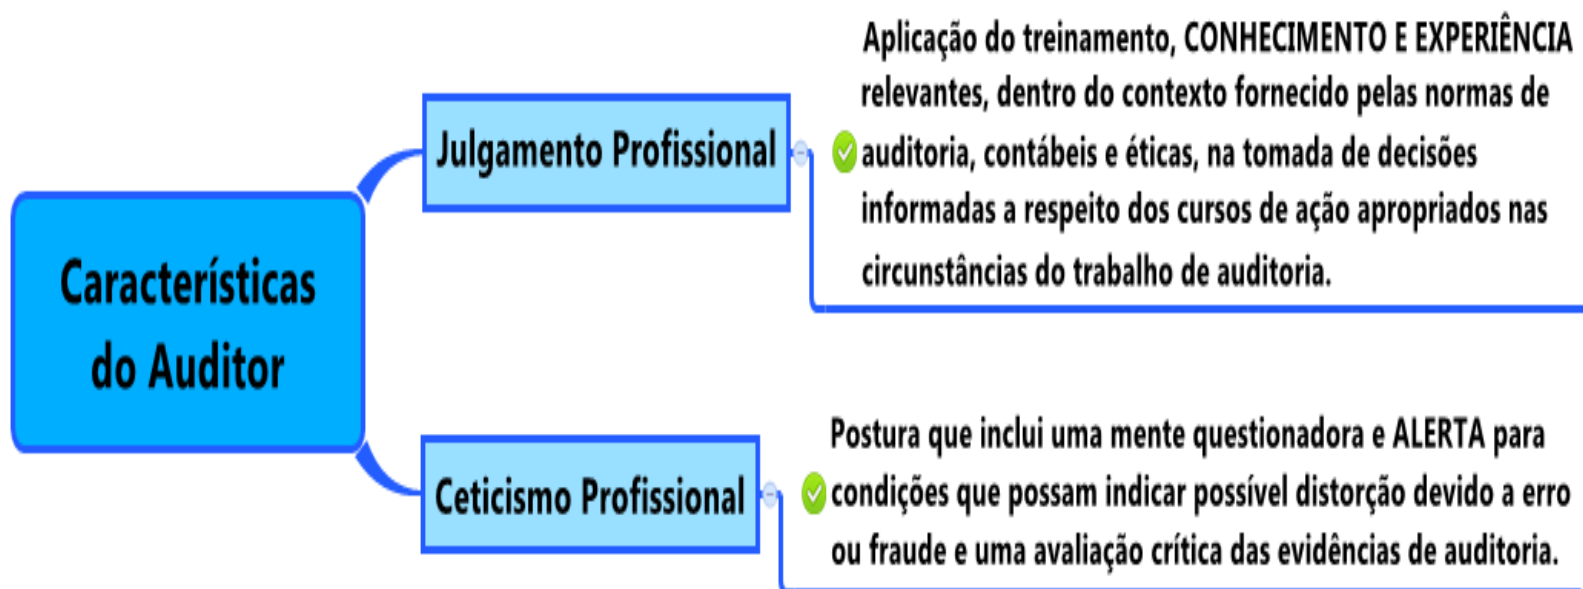 Características
do Auditor
Julgamento Profissional
Aplicação do treinamento, CONHECIMENTO E EXPERIÊNCIA
relevantes, dentro do contexto fornecido pelas normas de
auditoria, contábeis e éticas, na tomada de decisões
informadas a respeito dos cursos de ação apropriados nas
circunstâncias do trabalho de auditoria.
Ceticismo Profissional
Postura que inclui uma mente questionadora e ALERTA para
condições que possam indicar possível distorção devido a erro
ou fraude e uma avaliação crítica das evidências de auditoria.